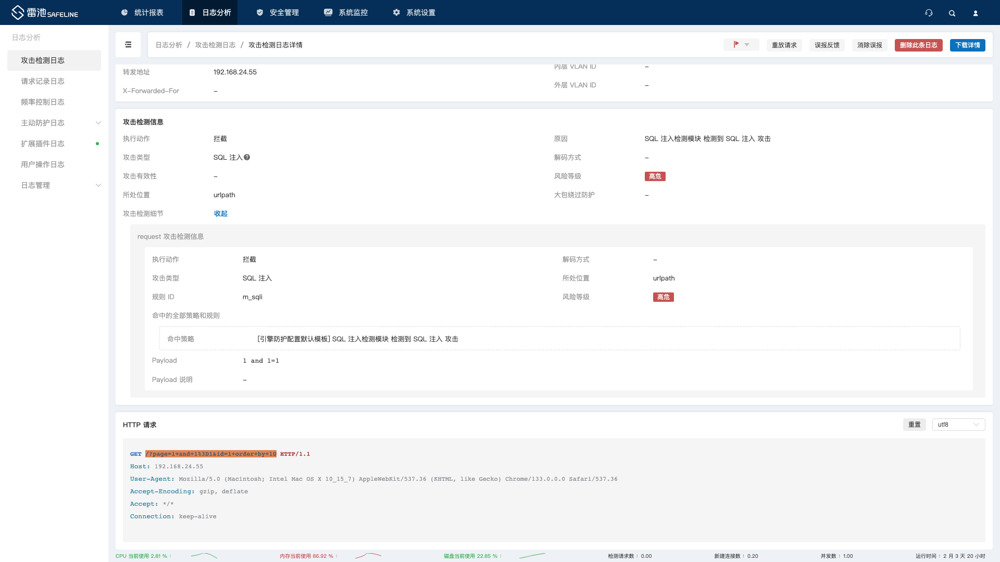 雷池 SAFELINE
统计报表
日志分析
安全管理
系统监控
系统设置
日志分析
攻击检测日志
请求记录日志
频率控制日志
主动防护日志
扩展插件日志
用户操作日志
日志管理
日志分析 / 攻击检测日志 / 攻击检测日志详情
重放请求
误报反馈
消除误报
删除此条日志
下载详情
转发地址 192.168.24.55
内层 VLAN ID –
X-Forwarded-For –
外层 VLAN ID –
攻击检测信息
执行动作 拦截
原因 SQL 注入检测模块 检测到 SQL 注入 攻击
攻击类型 SQL 注入
解码方式 –
攻击有效性 –
风险等级 高危
所处位置 urlpath
大包绕过防护 –
攻击检测细节 收起
request 攻击检测信息
执行动作 拦截
解码方式 –
攻击类型 SQL 注入
所处位置 urlpath
规则 ID m_sqli
风险等级 高危
命中的全部策略和规则
命中策略 [引擎防护配置默认模板] SQL 注入检测模块 检测到 SQL 注入 攻击
Payload 1 and 1=1
Payload 说明 –
HTTP 请求
重置
utf8
GET /?page=1+and+1%3D1&id=1+order+by+10 HTTP/1.1
Host: 192.168.24.55
User-Agent: Mozilla/5.0 (Macintosh; Intel Mac OS X 10_15_7) AppleWebKit/537.36 (KHTML, like Gecko) Chrome/133.0.0.0 Safari/537.36
Accept-Encoding: gzip, deflate
Accept: */*
Connection: keep-alive
CPU 当前使用 2.81 %：
内存当前使用 86.92 %：
磁盘当前使用 22.85 %：
检测请求数：0.00
新建连接数：0.20
并发数：1.00
运行时间：2 月 3 天 20 小时